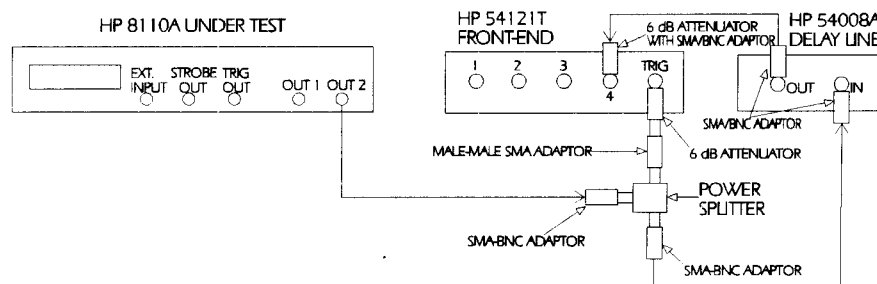 HP 8110A UNDER TEST
HP 54121T
FRONT-END
6 dB ATTENUATOR
WITH SMA/BNC ADAPTOR
HP 54008A
DELAY LINE
EXT.
INPUT
STROBE
OUT
TRIG
OUT
OUT 1
OUT 2
1
2
3
4
TRIG
OUT
IN
SMA/BNC
ADAPTOR
MALE-MALE SMA ADAPTOR
6 dB ATTENUATOR
POWER
SPLITTER
SMA-BNC ADAPTOR
SMA-BNC ADAPTOR